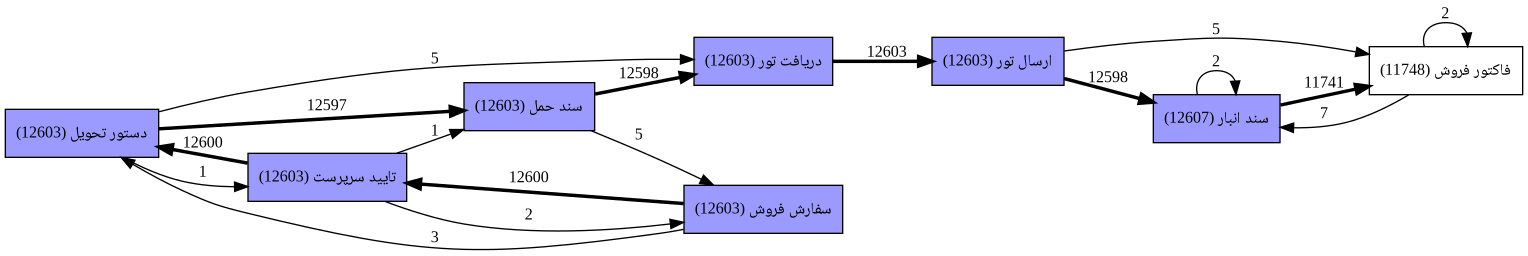 2
5
12603
5
فاکتور فروش (11748)
دریافت تور (12603)
ارسال تور (12603)
2
12598
12598
11741
سند حمل (12603)
12597
7
سند انبار (12607)
دستور تحویل (12603)
1
5
12600
1
تایید سرپرست (12603)
12600
سفارش فروش (12603)
2
3